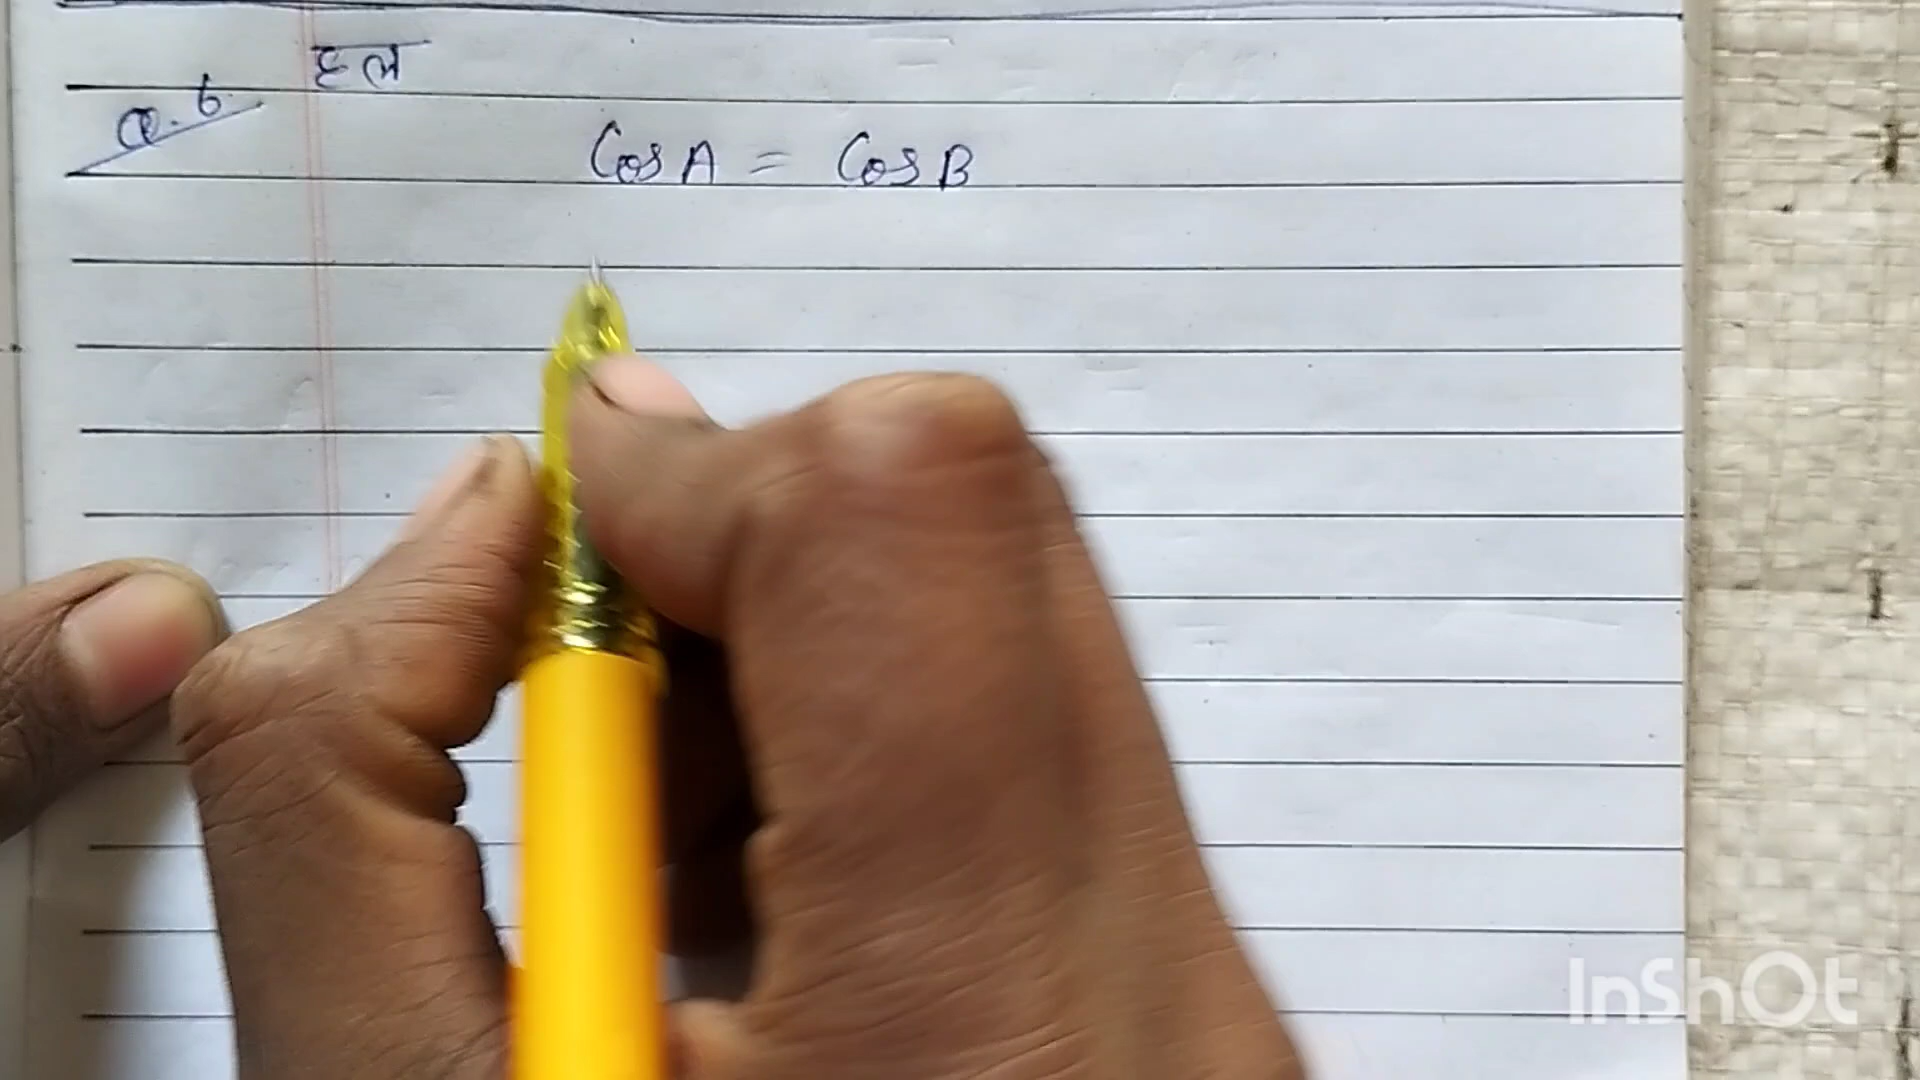 हल
Q.6
Cos A = Cos B
InShOt